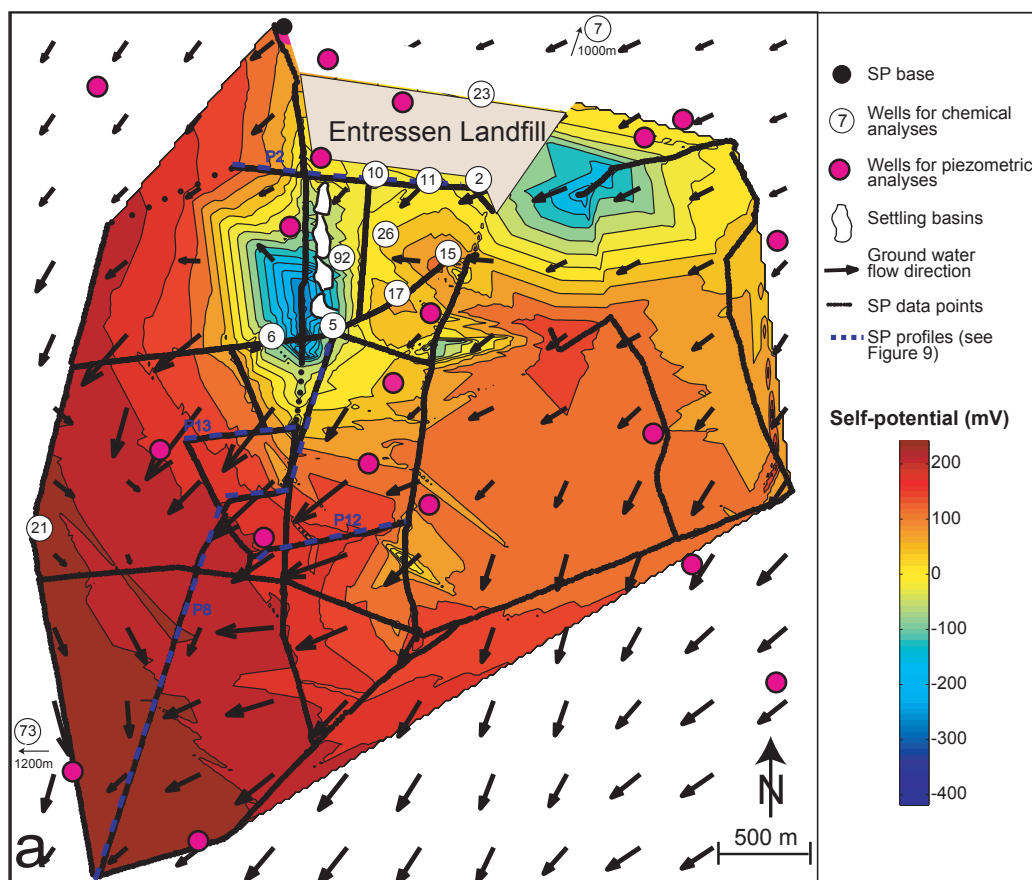 7
1000m
23
Entressen Landfill
P2
10
11
2
26
92
15
17
5
6
P13
21
P12
P8
73
1200m
N
500 m
a
SP base
7
Wells for chemical
analyses
Wells for piezometric
analyses
Settling basins
Ground water
flow direction
SP data points
SP profiles (see
Figure 9)
Self-potential (mV)
200
100
0
-100
-200
-300
-400